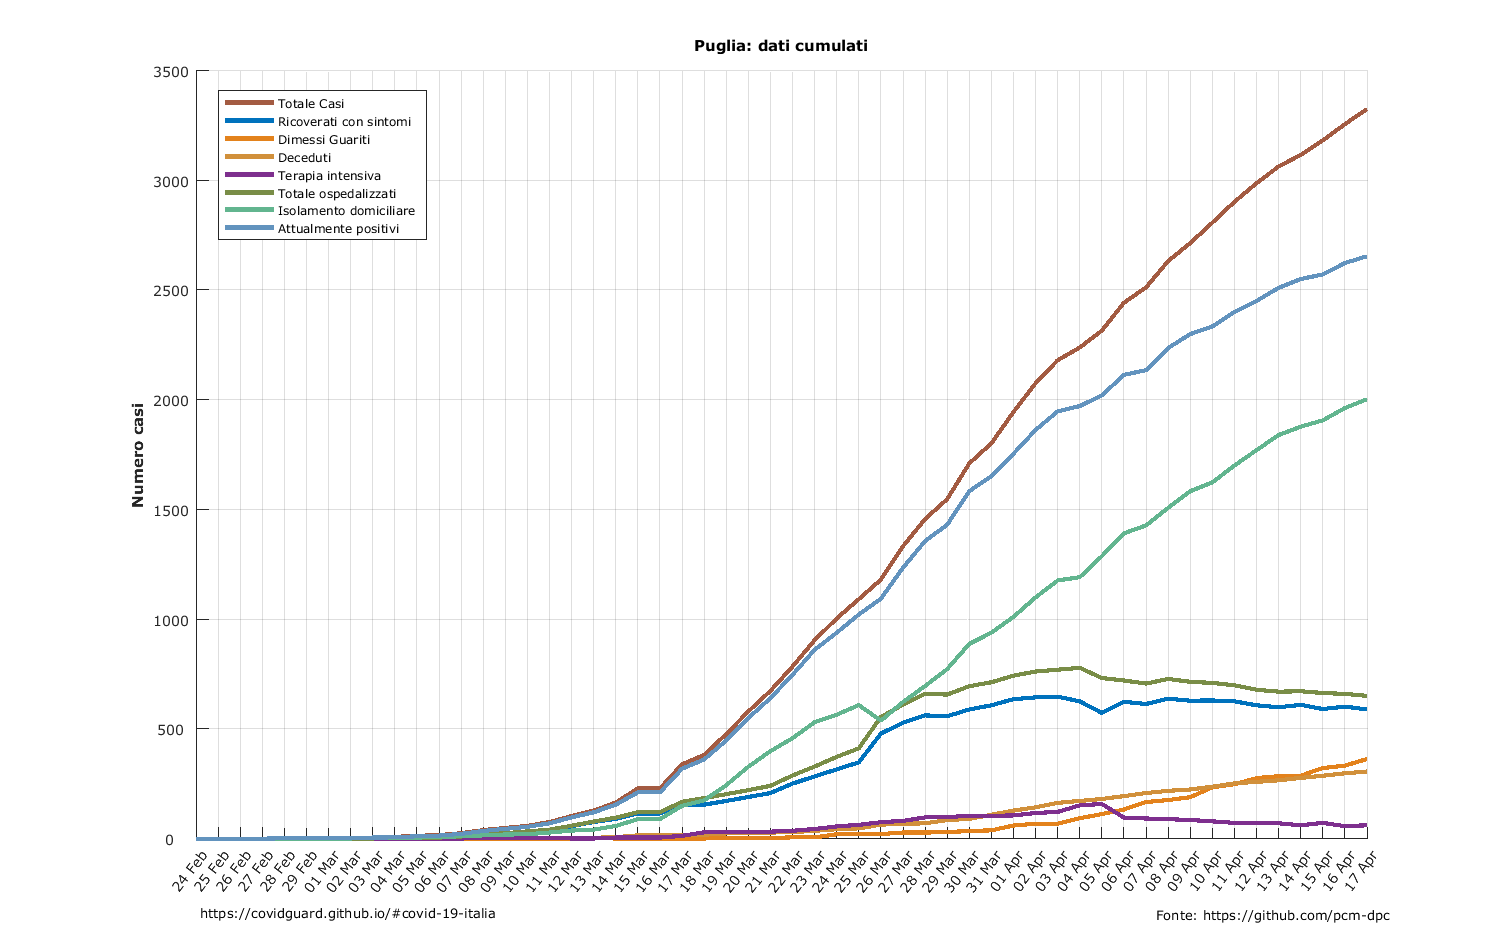 Puglia: dati cumulati
3500
3000
2500
2000
1500
1000
500
0
Numero casi
Totale Casi
Ricoverati con sintomi
Dimessi Guariti
Deceduti
Terapia intensiva
Totale ospedalizzati
Isolamento domiciliare
Attualmente positivi
24 Feb
25 Feb
26 Feb
27 Feb
28 Feb
29 Feb
01 Mar
02 Mar
03 Mar
04 Mar
05 Mar
06 Mar
07 Mar
08 Mar
09 Mar
10 Mar
11 Mar
12 Mar
13 Mar
14 Mar
15 Mar
16 Mar
17 Mar
18 Mar
19 Mar
20 Mar
21 Mar
22 Mar
23 Mar
24 Mar
25 Mar
26 Mar
27 Mar
28 Mar
29 Mar
30 Mar
31 Mar
01 Apr
02 Apr
03 Apr
04 Apr
05 Apr
06 Apr
07 Apr
08 Apr
09 Apr
10 Apr
11 Apr
12 Apr
13 Apr
14 Apr
15 Apr
16 Apr
17 Apr
https://covidguard.github.io/#covid-19-italia
Fonte: https://github.com/pcm-dpc